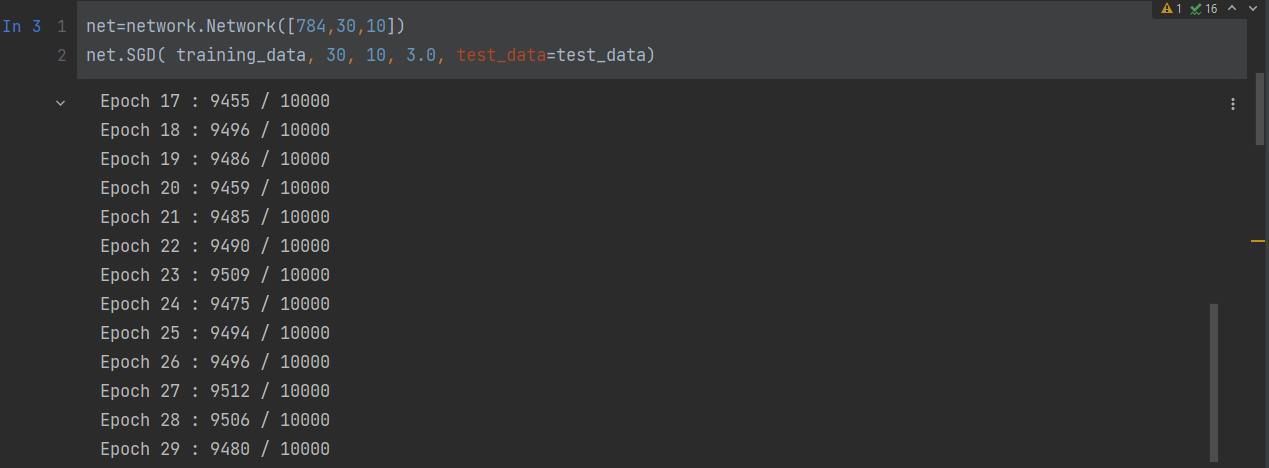 1 16
In 3 1 net=network.Network([784,30,10])
2 net.SGD( training_data, 30, 10, 3.0, test_data=test_data)
Epoch 17 : 9455 / 10000
Epoch 18 : 9496 / 10000
Epoch 19 : 9486 / 10000
Epoch 20 : 9459 / 10000
Epoch 21 : 9485 / 10000
Epoch 22 : 9490 / 10000
Epoch 23 : 9509 / 10000
Epoch 24 : 9475 / 10000
Epoch 25 : 9494 / 10000
Epoch 26 : 9496 / 10000
Epoch 27 : 9512 / 10000
Epoch 28 : 9506 / 10000
Epoch 29 : 9480 / 10000